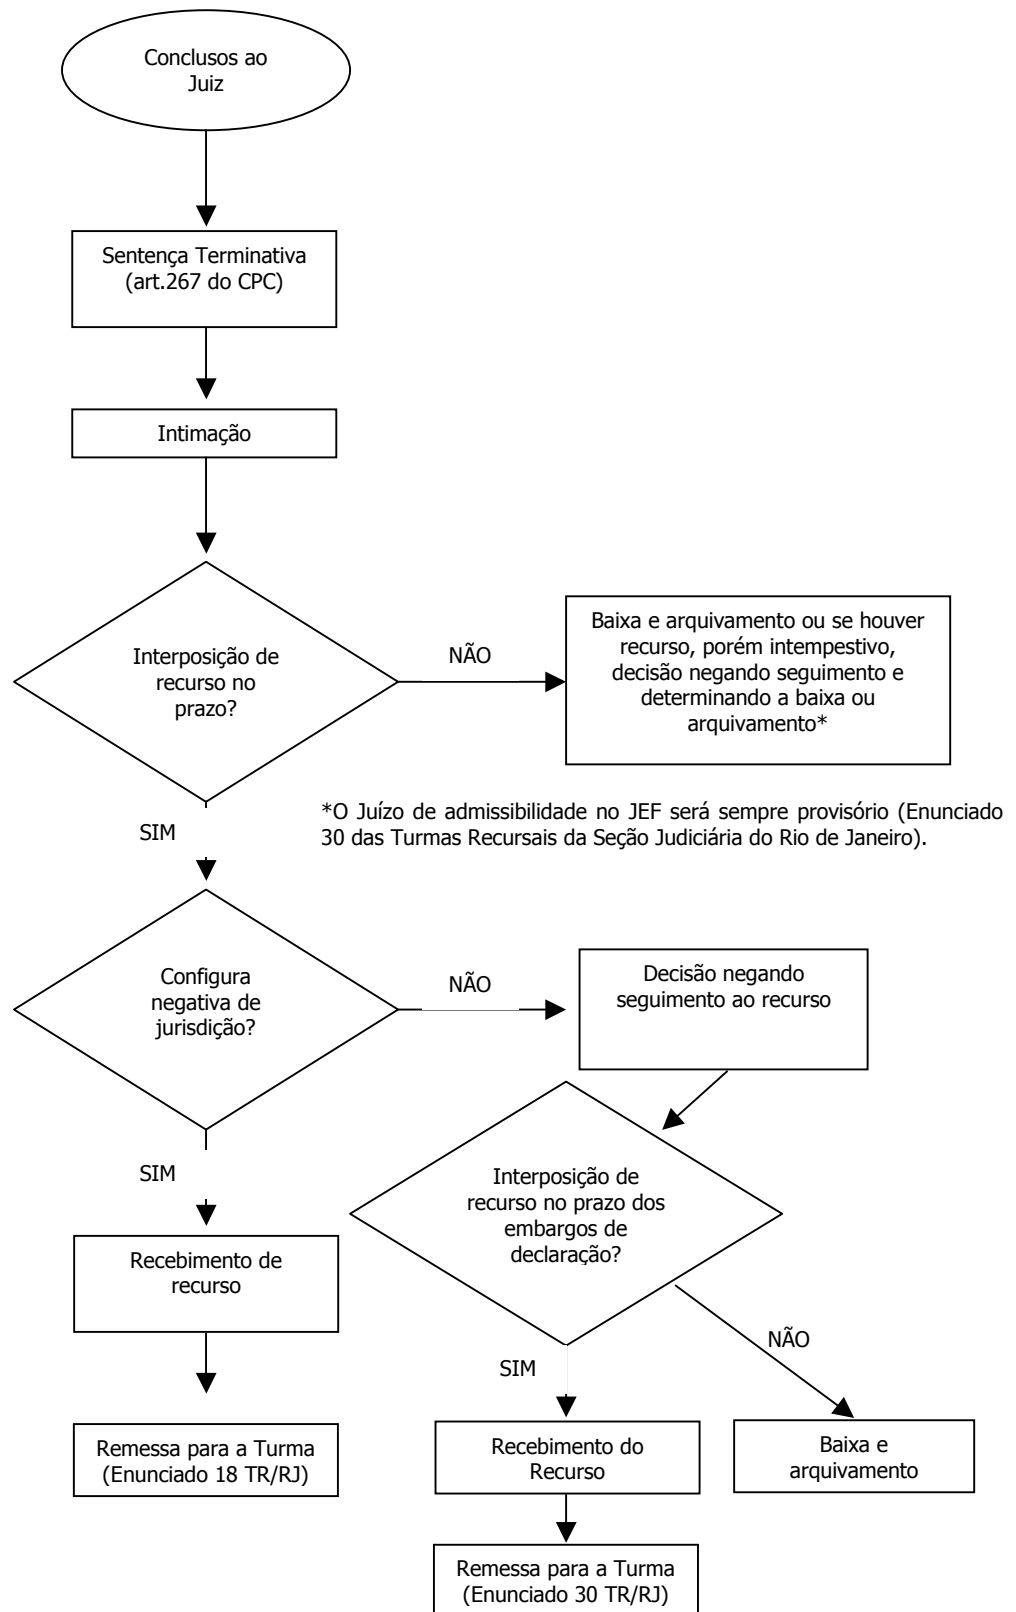 Conclusos ao
Juiz
Sentença Terminativa
(art.267 do CPC)
Intimação
Interposição de
recurso no
prazo?
NÃO
Baixa e arquivamento ou se houver
recurso, porém intempestivo,
decisão negando seguimento e
determinando a baixa ou
arquivamento*
SIM
*O Juízo de admissibilidade no JEF será sempre provisório (Enunciado
30 das Turmas Recursais da Seção Judiciária do Rio de Janeiro).
Configura
negativa de
jurisdição?
NÃO
Decisão negando
seguimento ao recurso
SIM
Interposição de
recurso no prazo dos
embargos de
declaração?
Recebimento de
recurso
NÃO
SIM
Remessa para a Turma
(Enunciado 18 TR/RJ)
Recebimento do
Recurso
Baixa e
arquivamento
Remessa para a Turma
(Enunciado 30 TR/RJ)